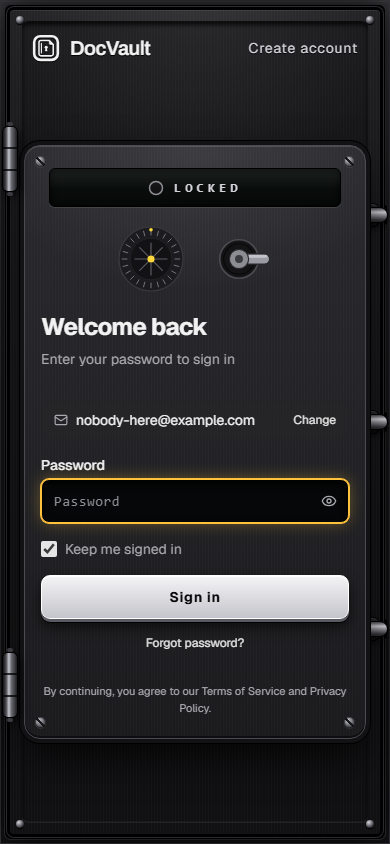 DocVault
Create account
LOCKED
Welcome back
Enter your password to sign in
nobody-here@example.com
Change
Password
Password
Keep me signed in
Sign in
Forgot password?
By continuing, you agree to our Terms of Service and Privacy
Policy.